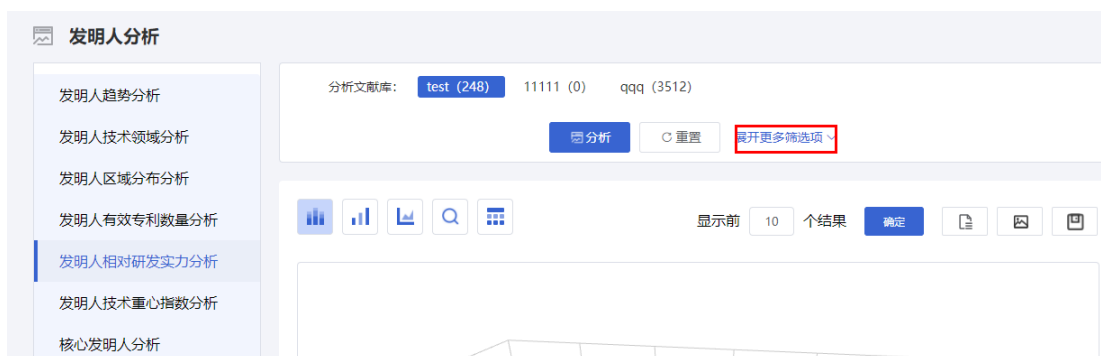 发明人分析
发明人趋势分析
发明人技术领域分析
发明人区域分布分析
发明人有效专利数量分析
发明人相对研发实力分析
发明人技术重心指数分析
核心发明人分析
分析文献库： test (248) 11111 (0) qqq (3512)
分析 重置 展开更多筛选项
显示前 10 个结果 确定